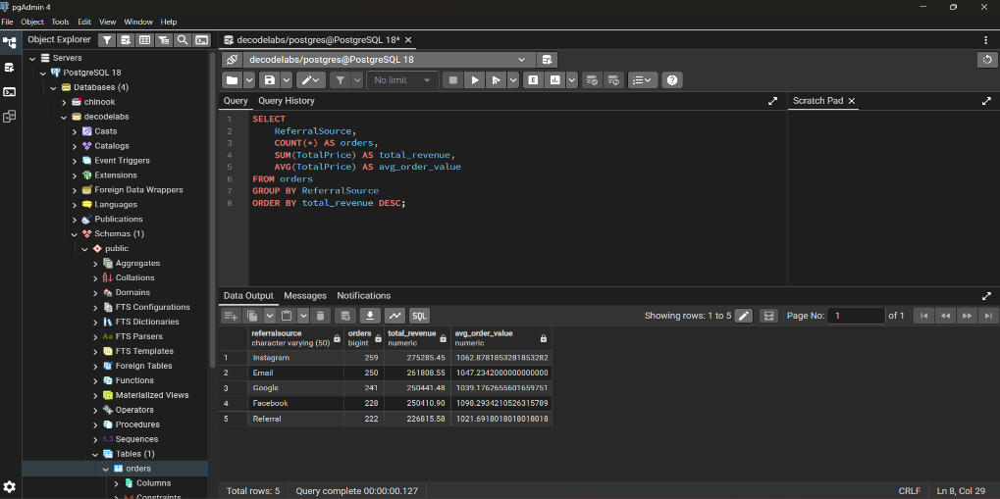 pgAdmin 4
File Object Tools Edit View Window Help
Object Explorer
Servers
PostgreSQL 18
Databases (4)
chinook
decodelabs
Casts
Catalogs
Event Triggers
Extensions
Foreign Data Wrappers
Languages
Publications
Schemas (1)
public
Aggregates
Collations
Domains
FTS Configurations
FTS Dictionaries
FTS Parsers
FTS Templates
Foreign Tables
Functions
Materialized Views
Operators
Procedures
Sequences
Tables (1)
orders
Columns
Constraints
decodelabs/postgres@PostgreSQL 18*
decodelabs/postgres@PostgreSQL 18
No limit
Query Query History
Scratch Pad
1 SELECT
2 ReferralSource,
3 COUNT(*) AS orders,
4 SUM(TotalPrice) AS total_revenue,
5 AVG(TotalPrice) AS avg_order_value
6 FROM orders
7 GROUP BY ReferralSource
8 ORDER BY total_revenue DESC;
Data Output Messages Notifications
SQL
Showing rows: 1 to 5
Page No: 1 of 1
referralsource orders total_revenue avg_order_value
character varying (50) bigint numeric numeric
1 Instagram 259 275285.45 1062.8781853281853282
2 Email 250 261808.55 1047.2342000000000000
3 Google 241 250441.48 1039.1762655601659751
4 Facebook 228 250410.90 1098.2934210526315789
5 Referral 222 226815.58 1021.6918018018018018
Total rows: 5 Query complete 00:00:00.127 CRLF Ln 8, Col 29